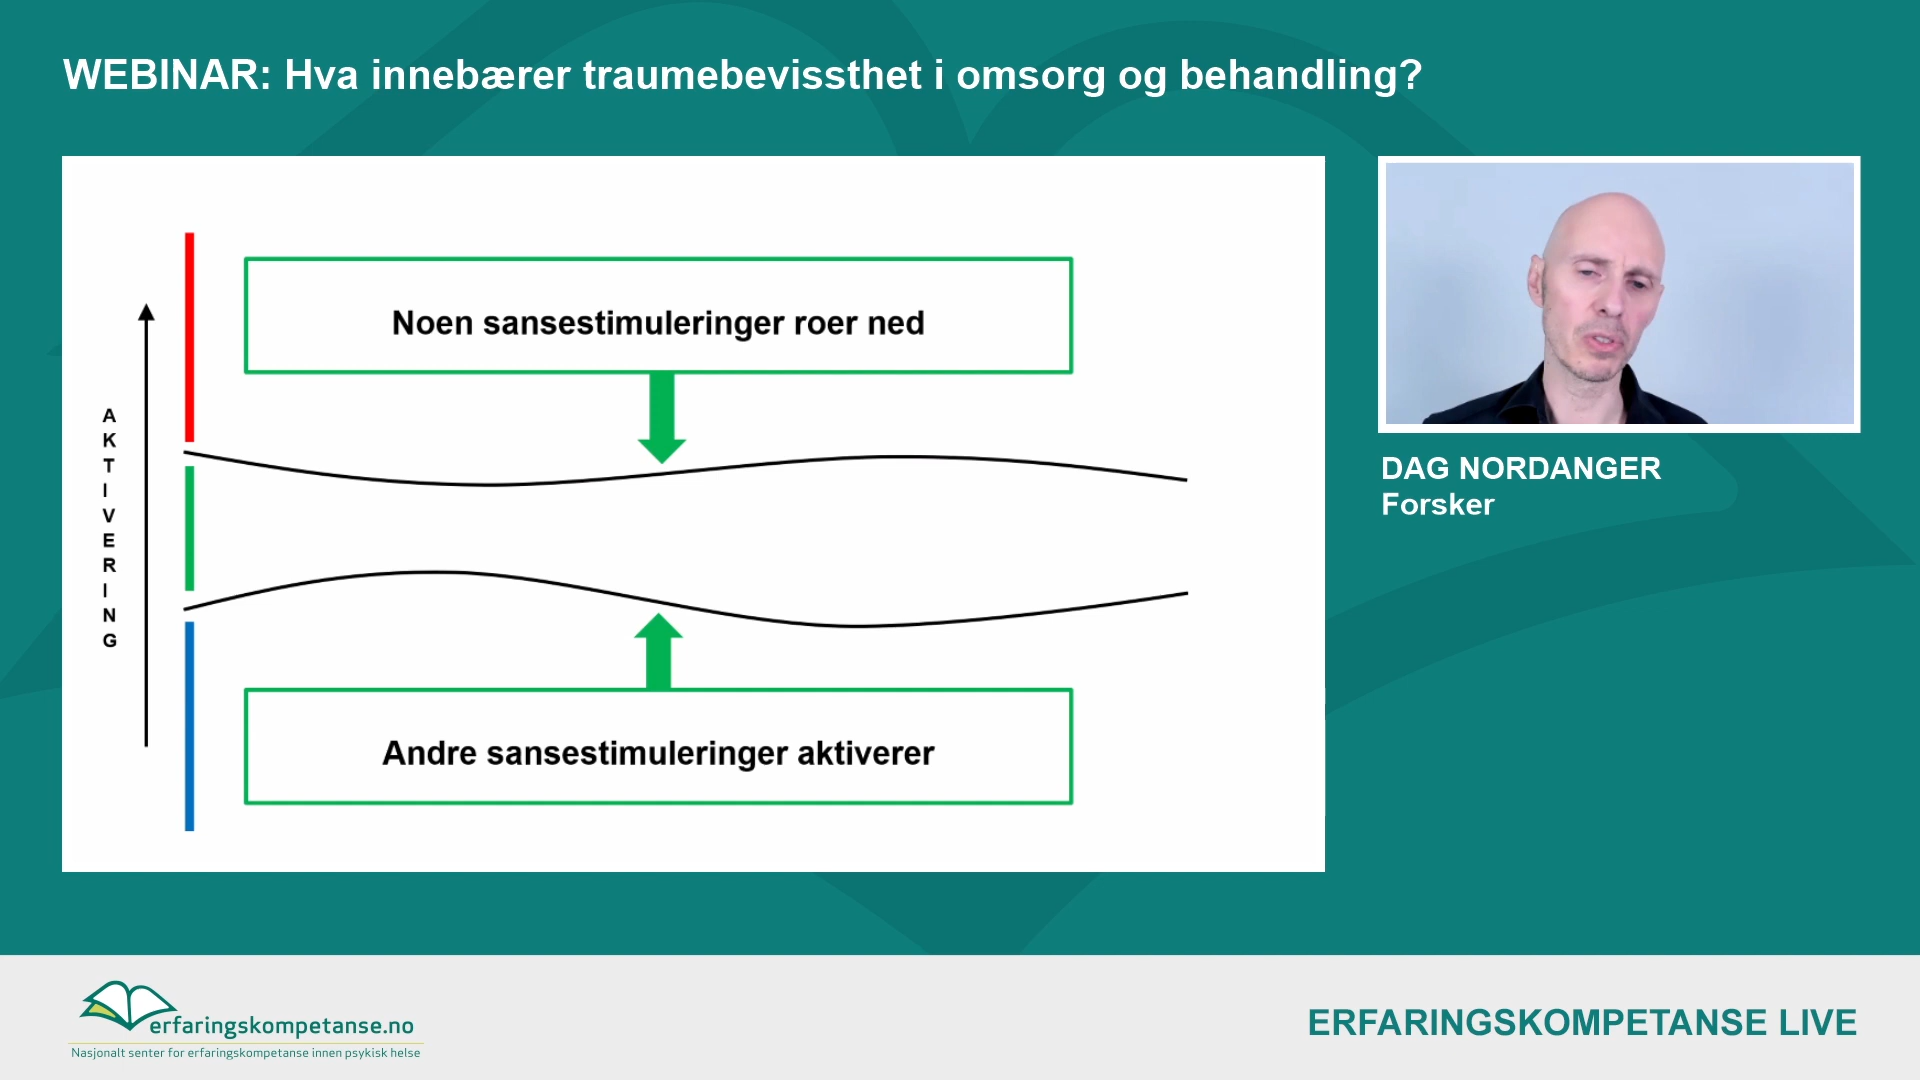 WEBINAR: Hva innebærer traumebevissthet i omsorg og behandling?
AKTIVERING
Noen sansestimuleringer roer ned
Andre sansestimuleringer aktiverer
DAG NORDANGER
Forsker
erfaringskompetanse.no
Nasjonalt senter for erfaringskompetanse innen psykisk helse
ERFARINGSKOMPETANSE LIVE